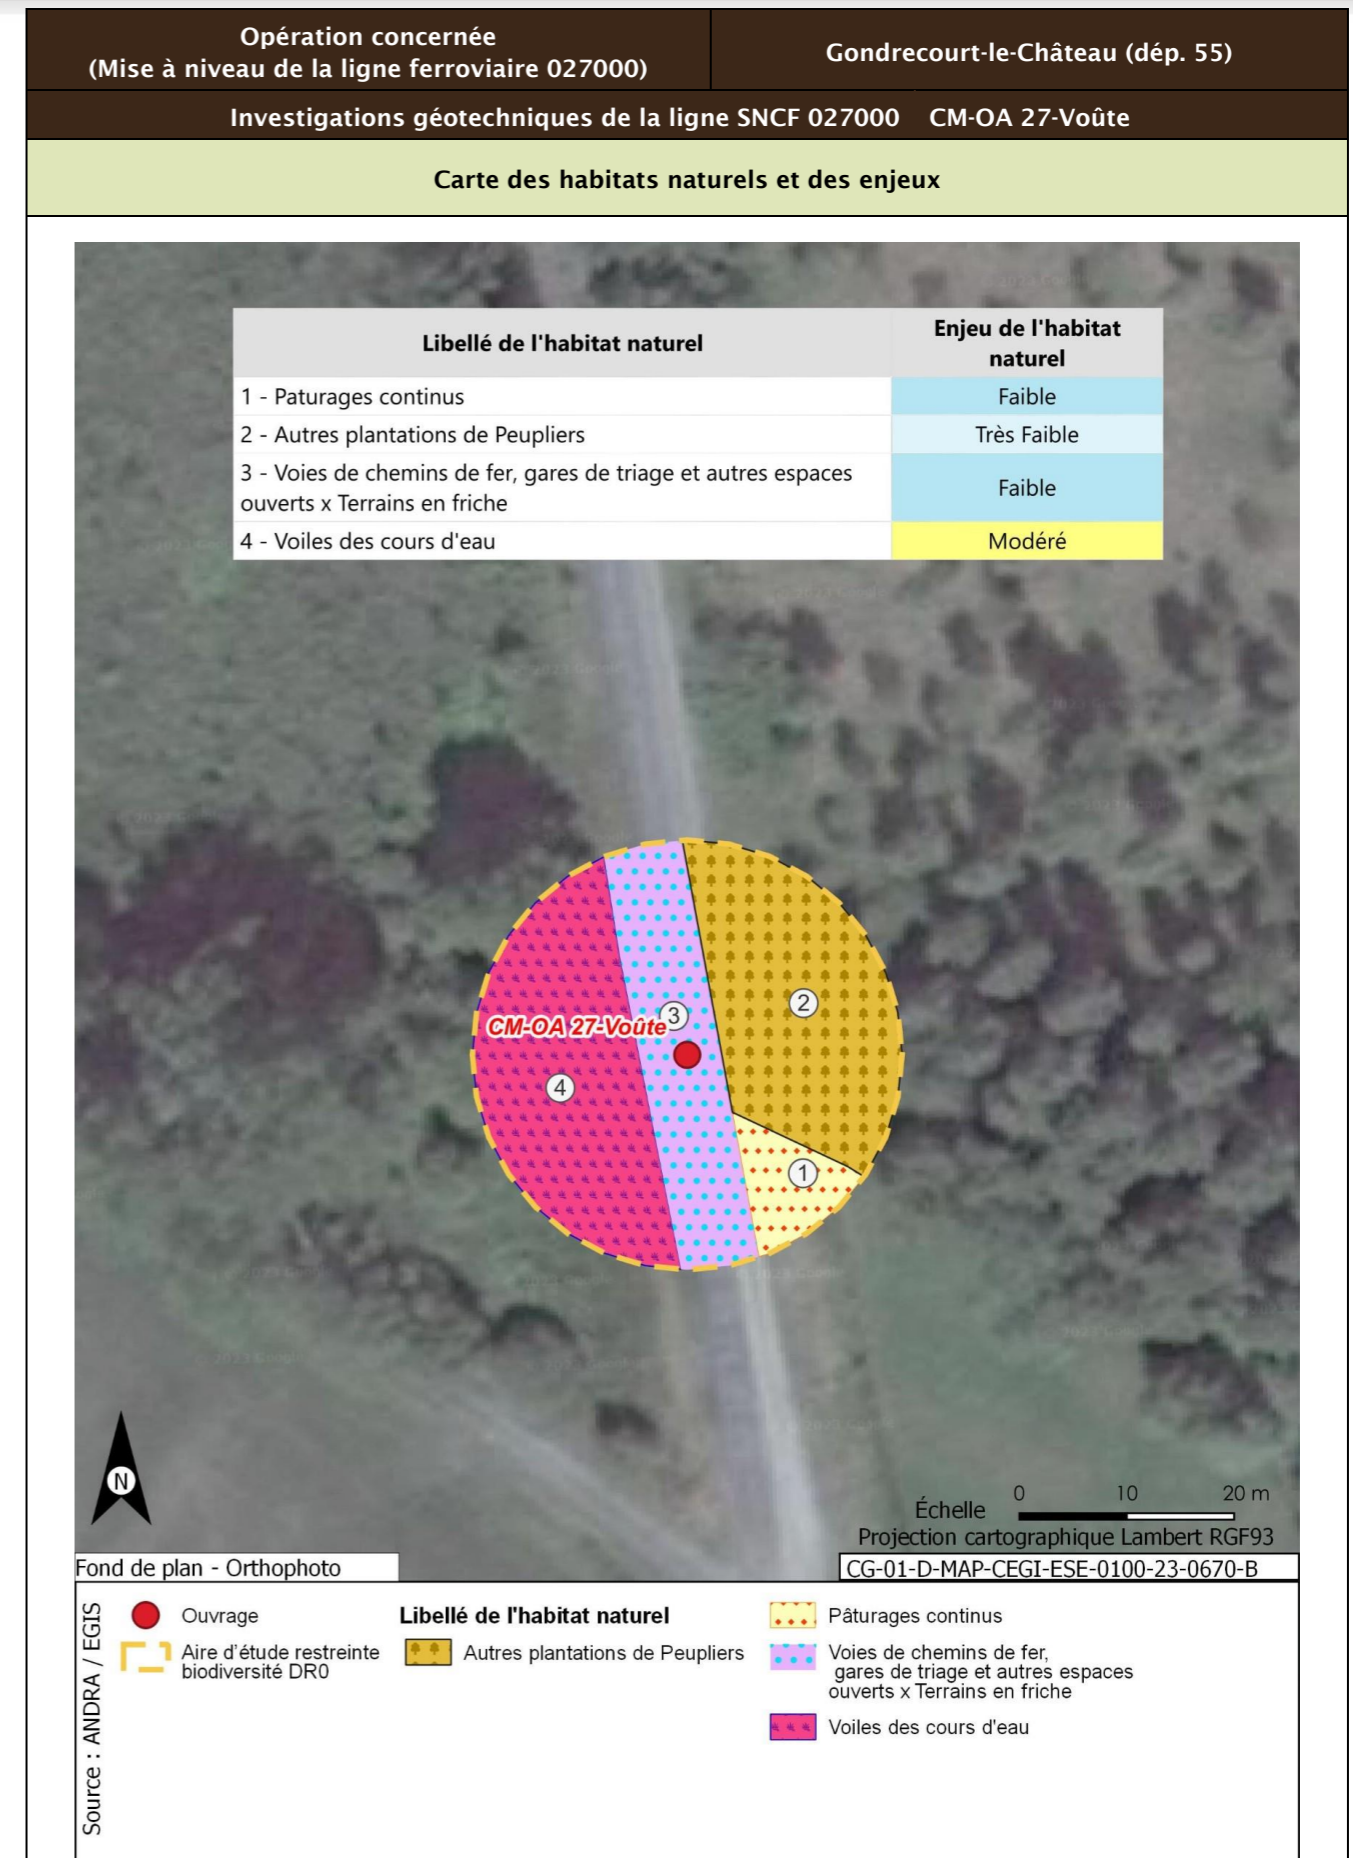 Opération concernée
(Mise à niveau de la ligne ferroviaire 027000)
Gondrecourt-le-Château (dép. 55)
Investigations géotechniques de la ligne SNCF 027000 CM-OA 27-Voûte
Carte des habitats naturels et des enjeux
Libellé de l'habitat naturel
Enjeu de l'habitat
naturel
1 - Paturages continus
Faible
2 - Autres plantations de Peupliers
Très Faible
3 - Voies de chemins de fer, gares de triage et autres espaces
ouverts x Terrains en friche
Faible
4 - Voiles des cours d'eau
Modéré
3
2
CM-OA 27-Voûte
4
1
N
0 10 20 m
Échelle
Projection cartographique Lambert RGF93
Fond de plan - Orthophoto
CG-01-D-MAP-CEGI-ESE-0100-23-0670-B
Source : ANDRA / EGIS
Ouvrage
Aire d'étude restreinte
biodiversité DR0
Libellé de l'habitat naturel
Autres plantations de Peupliers
Pâturages continus
Voies de chemins de fer,
gares de triage et autres espaces
ouverts x Terrains en friche
Voiles des cours d'eau